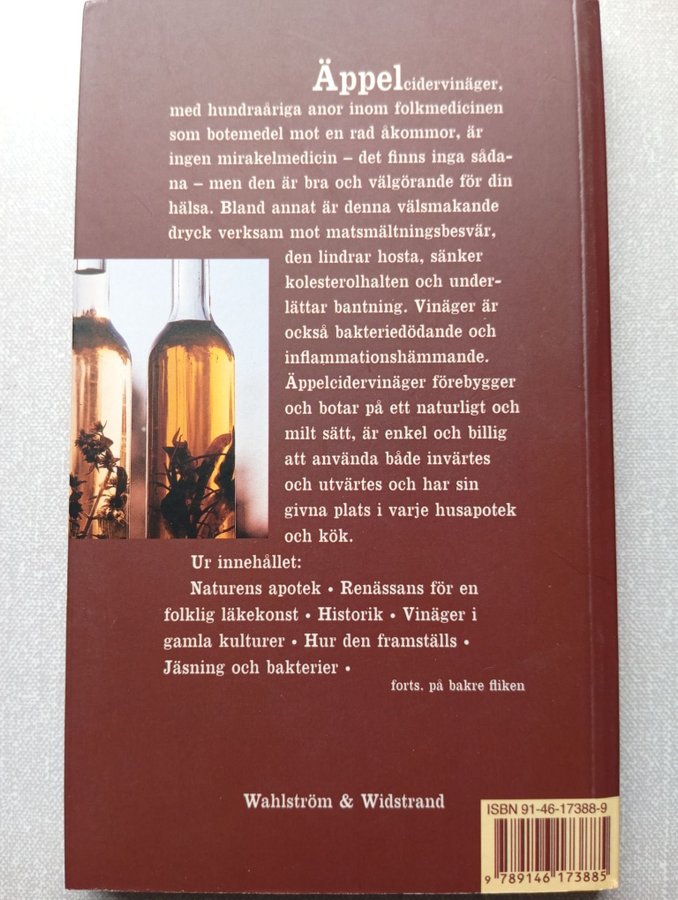 Äppelcidervinäger,
med hundraåriga anor inom folkmedicinen
som botemedel mot en rad åkommor, är
ingen mirakelmedicin – det finns inga såda-
na – men den är bra och välgörande för din
hälsa. Bland annat är denna välsmakande
dryck verksam mot matsmältningsbesvär,
den lindrar hosta, sänker
kolesterolhalten och under-
lättar bantning. Vinäger är
också bakteriedödande och
inflammationshämmande.
Äppelcidervinäger förebygger
och botar på ett naturligt och
milt sätt, är enkel och billig
att använda både invärtes
och utvärtes och har sin
givna plats i varje husapotek
och kök.
Ur innehållet:
Naturens apotek • Renässans för en
folklig läkekonst • Historik • Vinäger i
gamla kulturer • Hur den framställs •
Jäsning och bakterier •
forts. på bakre fliken
Wahlström & Widstrand
ISBN 91-46-17388-9
9 789146 173885